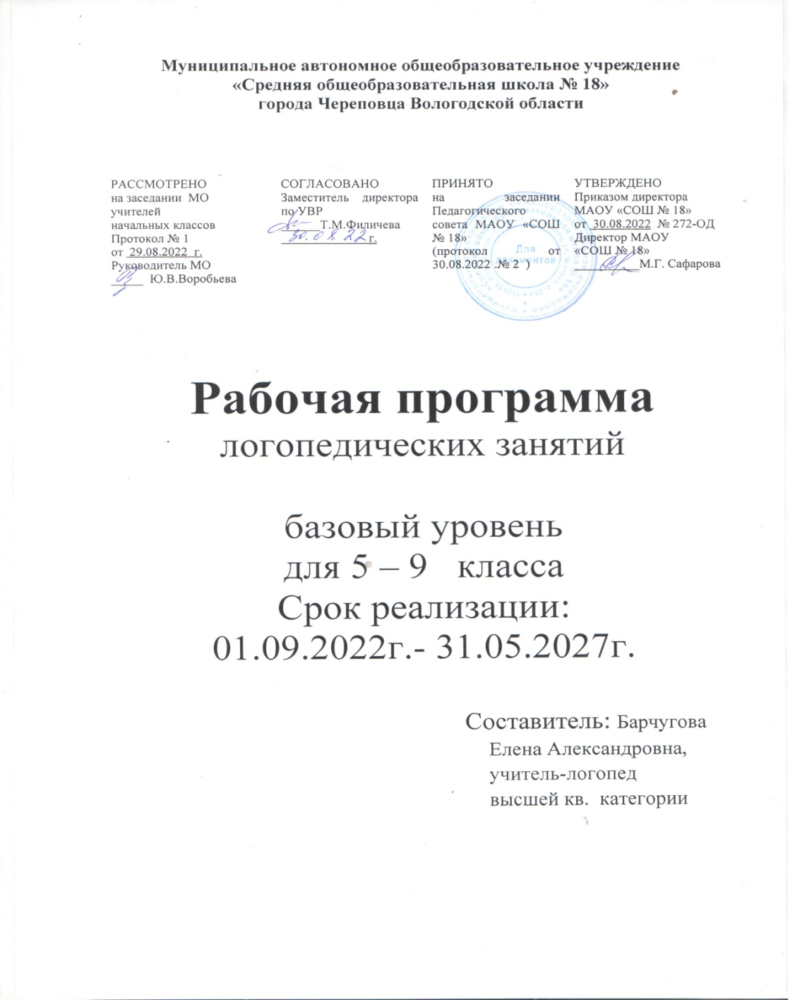 Муниципальное автономное общеобразовательное учреждение
«Средняя общеобразовательная школа № 18»
города Череповца Вологодской области
РАССМОТРЕНО
на заседании МО
учителей
начальных классов
Протокол № 1
от 29.08.2022 г.
Руководитель МО
_____ Ю.В.Воробьева
СОГЛАСОВАНО
Заместитель директора
по УВР
______Т.М.Филичева
30.08.22 г.
ПРИНЯТО
на заседании
Педагогического
совета МАОУ «СОШ
№ 18»
(протокол от
30.08.2022 .№ 2 )
УТВЕРЖДЕНО
Приказом директора
МАОУ «СОШ № 18»
от 30.08.2022 № 272-ОД
Директор МАОУ
«СОШ № 18»
__________М.Г. Сафарова
Для
документов
Рабочая программа
логопедических занятий
базовый уровень
для 5 – 9 класса
Срок реализации:
01.09.2022г.- 31.05.2027г.
Составитель: Барчугова
Елена Александровна,
учитель-логопед
высшей кв. категории